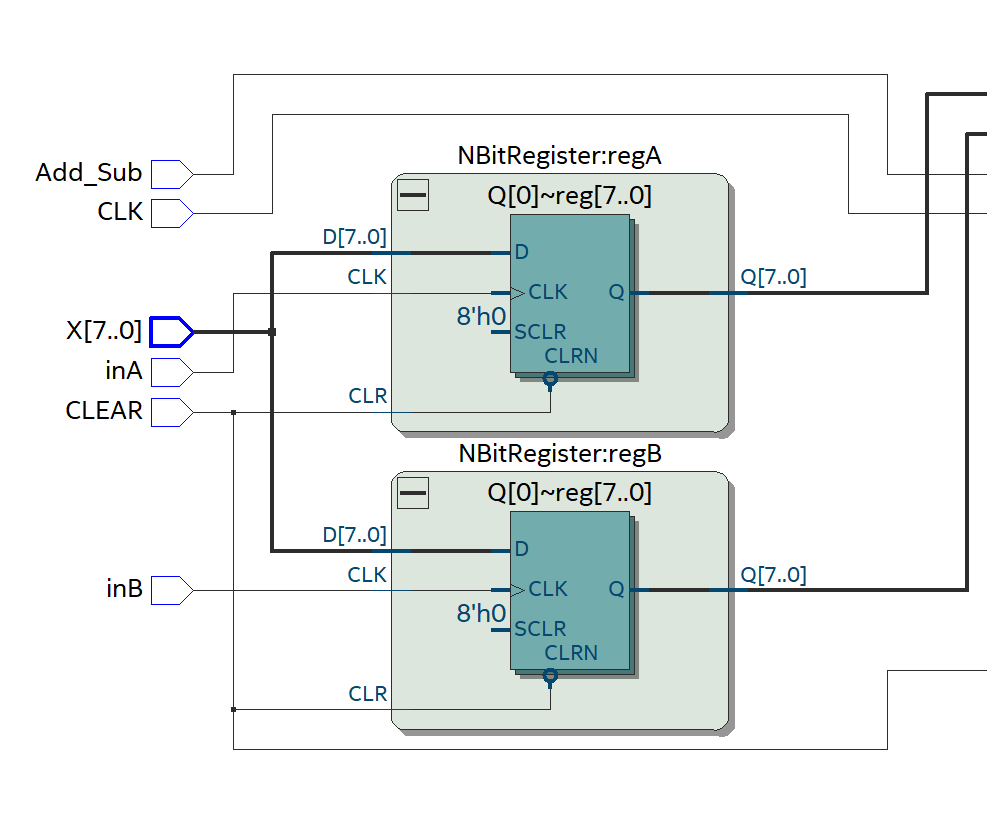 NBitRegister:regA
Add_Sub
Q[0]~reg[7..0]
CLK
D[7..0]
D
CLK
CLK
Q
Q[7..0]
8'h0
X[7..0]
SCLR
CLRN
inA
CLR
CLEAR
NBitRegister:regB
Q[0]~reg[7..0]
D[7..0]
D
CLK
inB
CLK
Q
Q[7..0]
8'h0
SCLR
CLRN
CLR